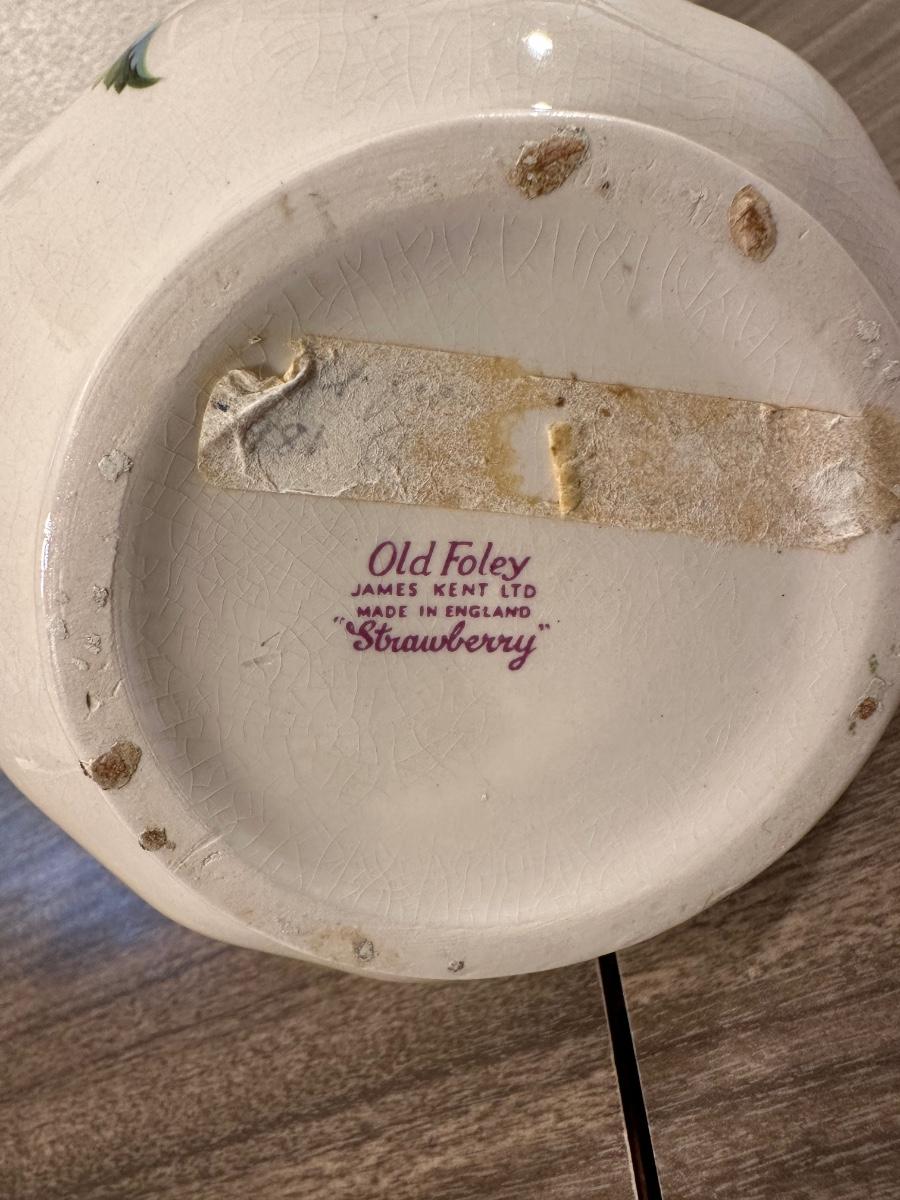 Old Foley
JAMES KENT LTD
MADE IN ENGLAND
"Strawberry"